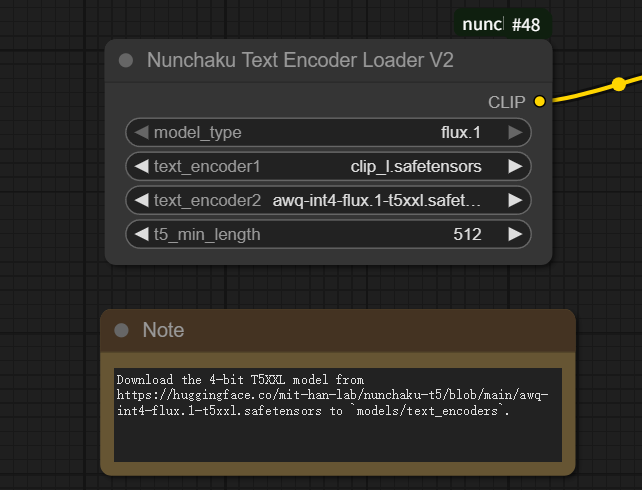 nunc #48
Nunchaku Text Encoder Loader V2
CLIP
model_type flux.1
text_encoder1 clip_l.safetensors
text_encoder2 awq-int4-flux.1-t5xxl.safet...
t5_min_length 512
Note
Download the 4-bit T5XXL model from
https://huggingface.co/mit-han-lab/nunchaku-t5/blob/main/awq-
int4-flux.1-t5xxl.safetensors to `models/text_encoders`.